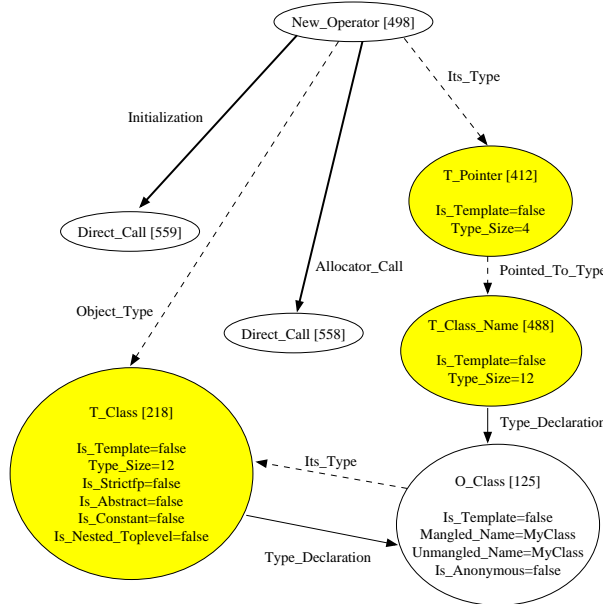 New_Operator [498]
Its_Type
Initialization
T_Pointer [412]
Is_Template=false
Type_Size=4
Direct_Call [559]
Allocator_Call
Pointed_To_Type
Object_Type
Direct_Call [558]
T_Class_Name [488]
Is_Template=false
Type_Size=12
T_Class [218]
Is_Template=false
Type_Size=12
Is_Strictfp=false
Is_Abstract=false
Is_Constant=false
Is_Nested_Toplevel=false
Type_Declaration
Its_Type
O_Class [125]
Is_Template=false
Mangled_Name=MyClass
Unmangled_Name=MyClass
Is_Anonymous=false
Type_Declaration